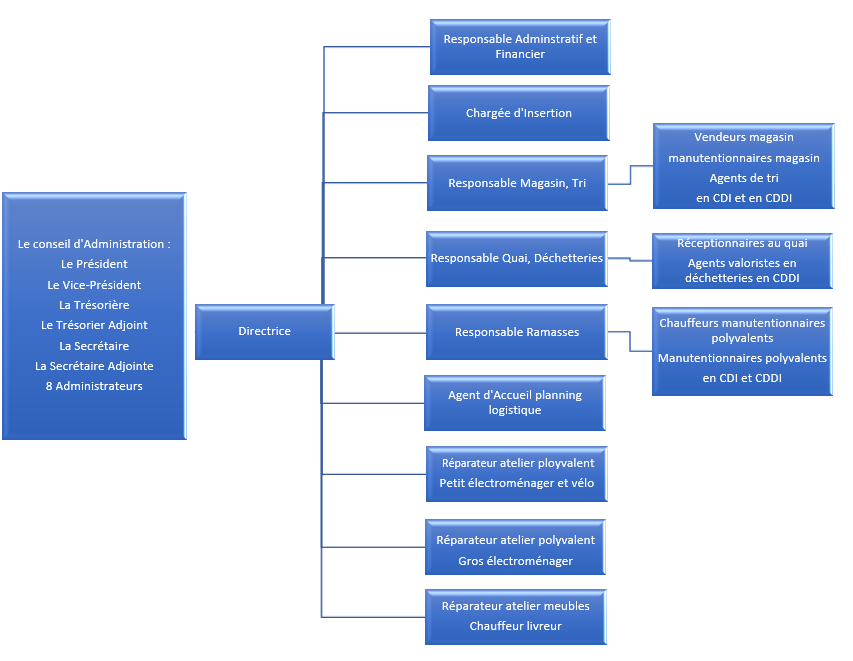 Le conseil d'Administration :
Le Président
Le Vice-Président
La Trésorière
Le Trésorier Adjoint
La Secrétaire
La Secrétaire Adjointe
8 Administrateurs
Directrice
Responsable Adminstratif et
Financier
Chargée d'Insertion
Responsable Magasin, Tri
Vendeurs magasin
manutentionnaires magasin
Agents de tri
en CDI et en CDDI
Responsable Quai, Déchetteries
Réceptionnaires au quai
Agents valoristes en
déchetteries en CDDI
Responsable Ramasses
Chauffeurs manutentionnaires
polyvalents
Manutentionnaires polyvalents
en CDI et CDDI
Agent d'Accueil planning
logistique
Réparateur atelier ployvalent
Petit électroménager et vélo
Réparateur atelier polyvalent
Gros électroménager
Réparateur atelier meubles
Chauffeur livreur